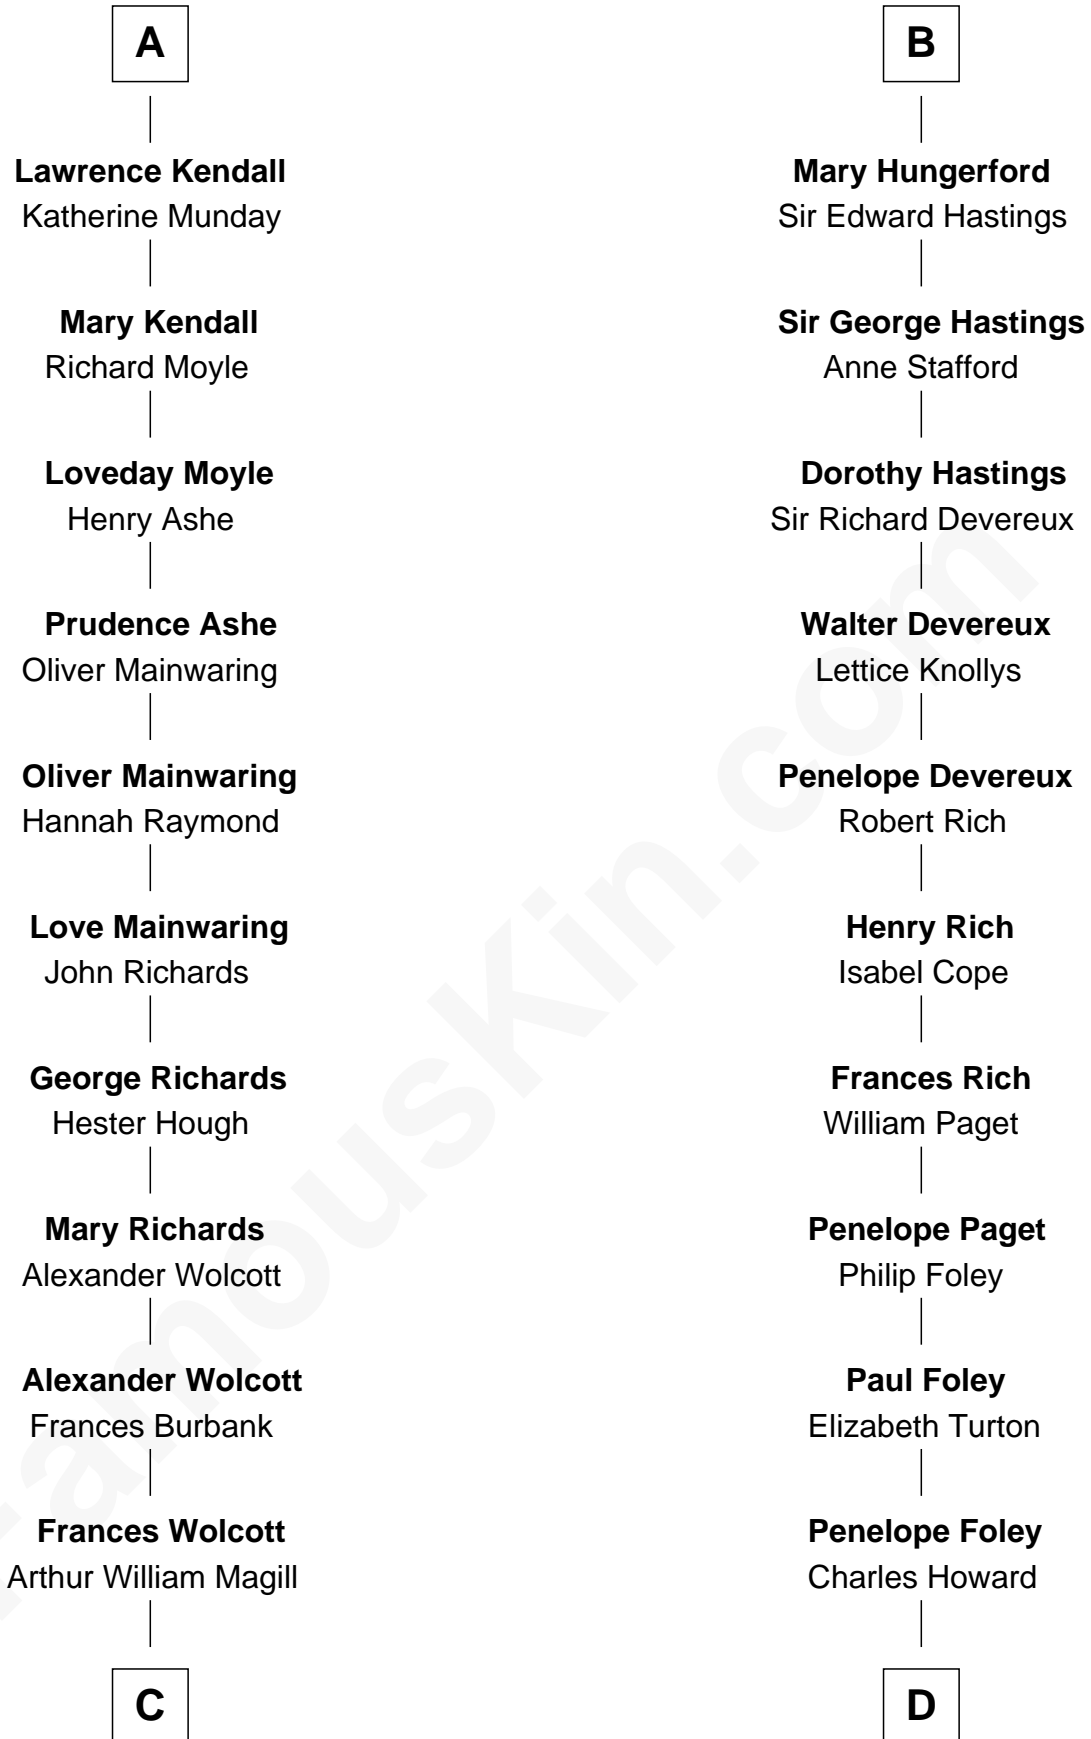 A
Lawrence Kendall
Katherine Munday
Mary Kendall
Richard Moyle
Loveday Moyle
Henry Ashe
Prudence Ashe
Oliver Mainwaring
Oliver Mainwaring
Hannah Raymond
Love Mainwaring
John Richards
George Richards
Hester Hough
Mary Richards
Alexander Wolcott
Alexander Wolcott
Frances Burbank
Frances Wolcott
Arthur William Magill
C
B
Mary Hungerford
Sir Edward Hastings
Sir George Hastings
Anne Stafford
Dorothy Hastings
Sir Richard Devereux
Walter Devereux
Lettice Knollys
Penelope Devereux
Robert Rich
Henry Rich
Isabel Cope
Frances Rich
William Paget
Penelope Paget
Philip Foley
Paul Foley
Elizabeth Turton
Penelope Foley
Charles Howard
D
FamousKin.com